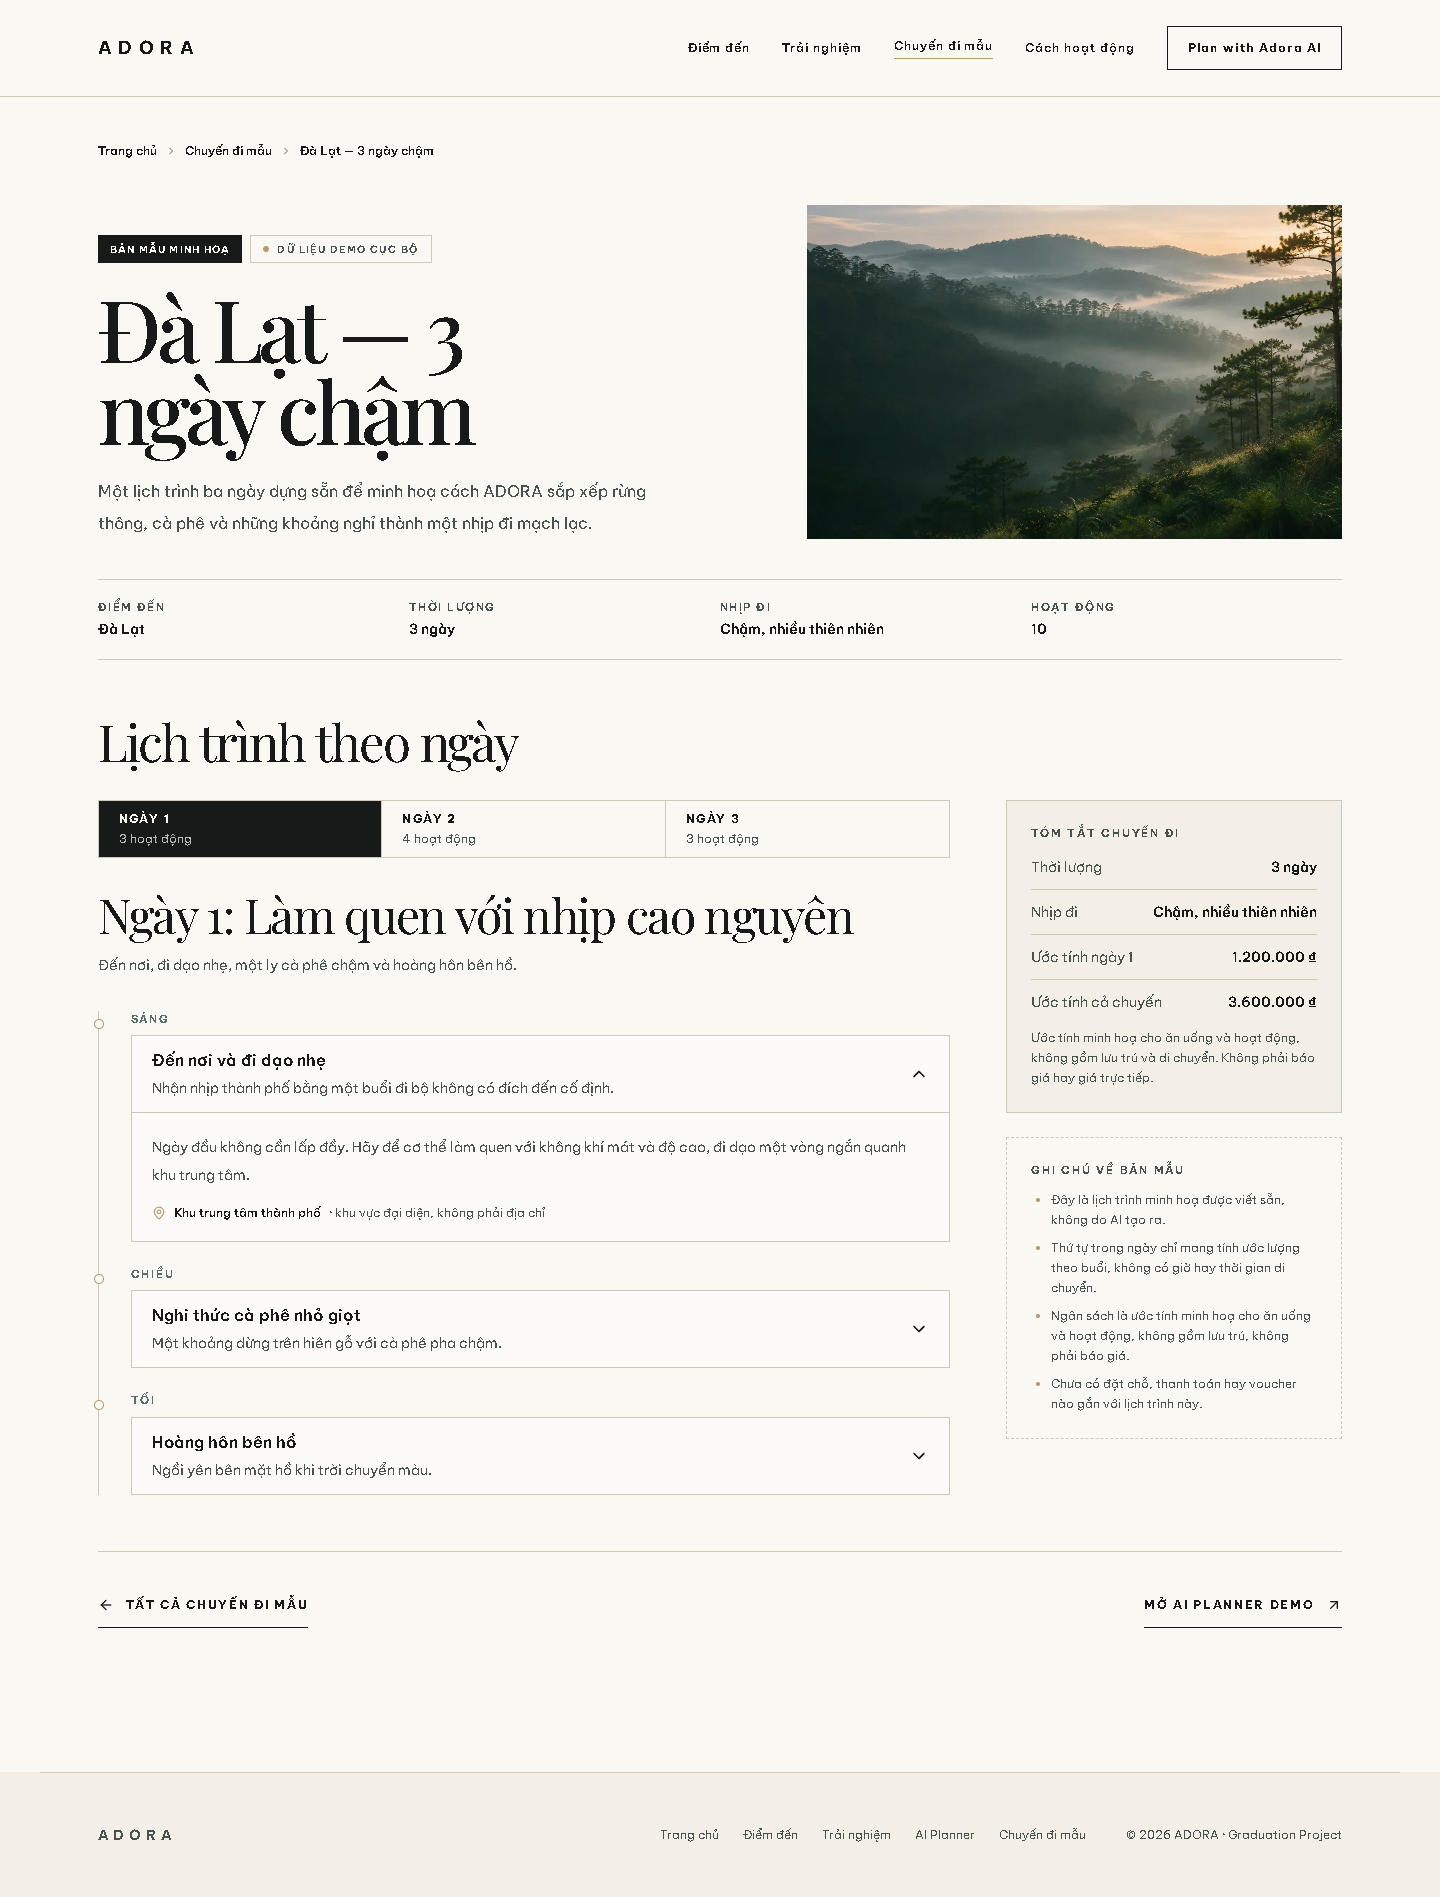 ADORA
Điểm đến
Trải nghiệm
Chuyến đi mẫu
Cách hoạt động
Plan with Adora AI
Trang chủ
Chuyến đi mẫu
Đà Lạt — 3 ngày chậm
BẢN MẪU MINH HOẠ
DỮ LIỆU DEMO CỤC BỘ
Đà Lạt — 3
ngày chậm
Một lịch trình ba ngày dựng sẵn để minh hoạ cách ADORA sắp xếp rừng
thông, cà phê và những khoảng nghỉ thành một nhịp đi mạch lạc.
ĐIỂM ĐẾN
Đà Lạt
THỜI LƯỢNG
3 ngày
NHỊP ĐI
Chậm, nhiều thiên nhiên
HOẠT ĐỘNG
10
Lịch trình theo ngày
NGÀY 1
3 hoạt động
NGÀY 2
4 hoạt động
NGÀY 3
3 hoạt động
Ngày 1: Làm quen với nhịp cao nguyên
Đến nơi, đi dạo nhẹ, một ly cà phê chậm và hoàng hôn bên hồ.
SÁNG
Đến nơi và đi dạo nhẹ
Nhận nhịp thành phố bằng một buổi đi bộ không có đích đến cố định.
Ngày đầu không cần lấp đầy. Hãy để cơ thể làm quen với không khí mát và độ cao, đi dạo một vòng ngắn quanh
khu trung tâm.
Khu trung tâm thành phố · khu vực đại diện, không phải địa chỉ
CHIỀU
Nghi thức cà phê nhỏ giọt
Một khoảng dừng trên hiên gỗ với cà phê pha chậm.
TỐI
Hoàng hôn bên hồ
Ngồi yên bên mặt hồ khi trời chuyển màu.
TÓM TẮT CHUYẾN ĐI
Thời lượng 3 ngày
Nhịp đi Chậm, nhiều thiên nhiên
Ước tính ngày 1 1.200.000 ₫
Ước tính cả chuyến 3.600.000 ₫
Ước tính minh hoạ cho ăn uống và hoạt động,
không gồm lưu trú và di chuyển. Không phải báo
giá hay giá trực tiếp.
GHI CHÚ VỀ BẢN MẪU
Đây là lịch trình minh hoạ được viết sẵn,
không do AI tạo ra.
Thứ tự trong ngày chỉ mang tính ước lượng
theo buổi, không có giờ hay thời gian di
chuyển.
Ngân sách là ước tính minh hoạ cho ăn uống
và hoạt động, không gồm lưu trú, không
phải báo giá.
Chưa có đặt chỗ, thanh toán hay voucher
nào gắn với lịch trình này.
TẤT CẢ CHUYẾN ĐI MẪU
MỞ AI PLANNER DEMO
ADORA
Trang chủ
Điểm đến
Trải nghiệm
AI Planner
Chuyến đi mẫu
© 2026 ADORA · Graduation Project